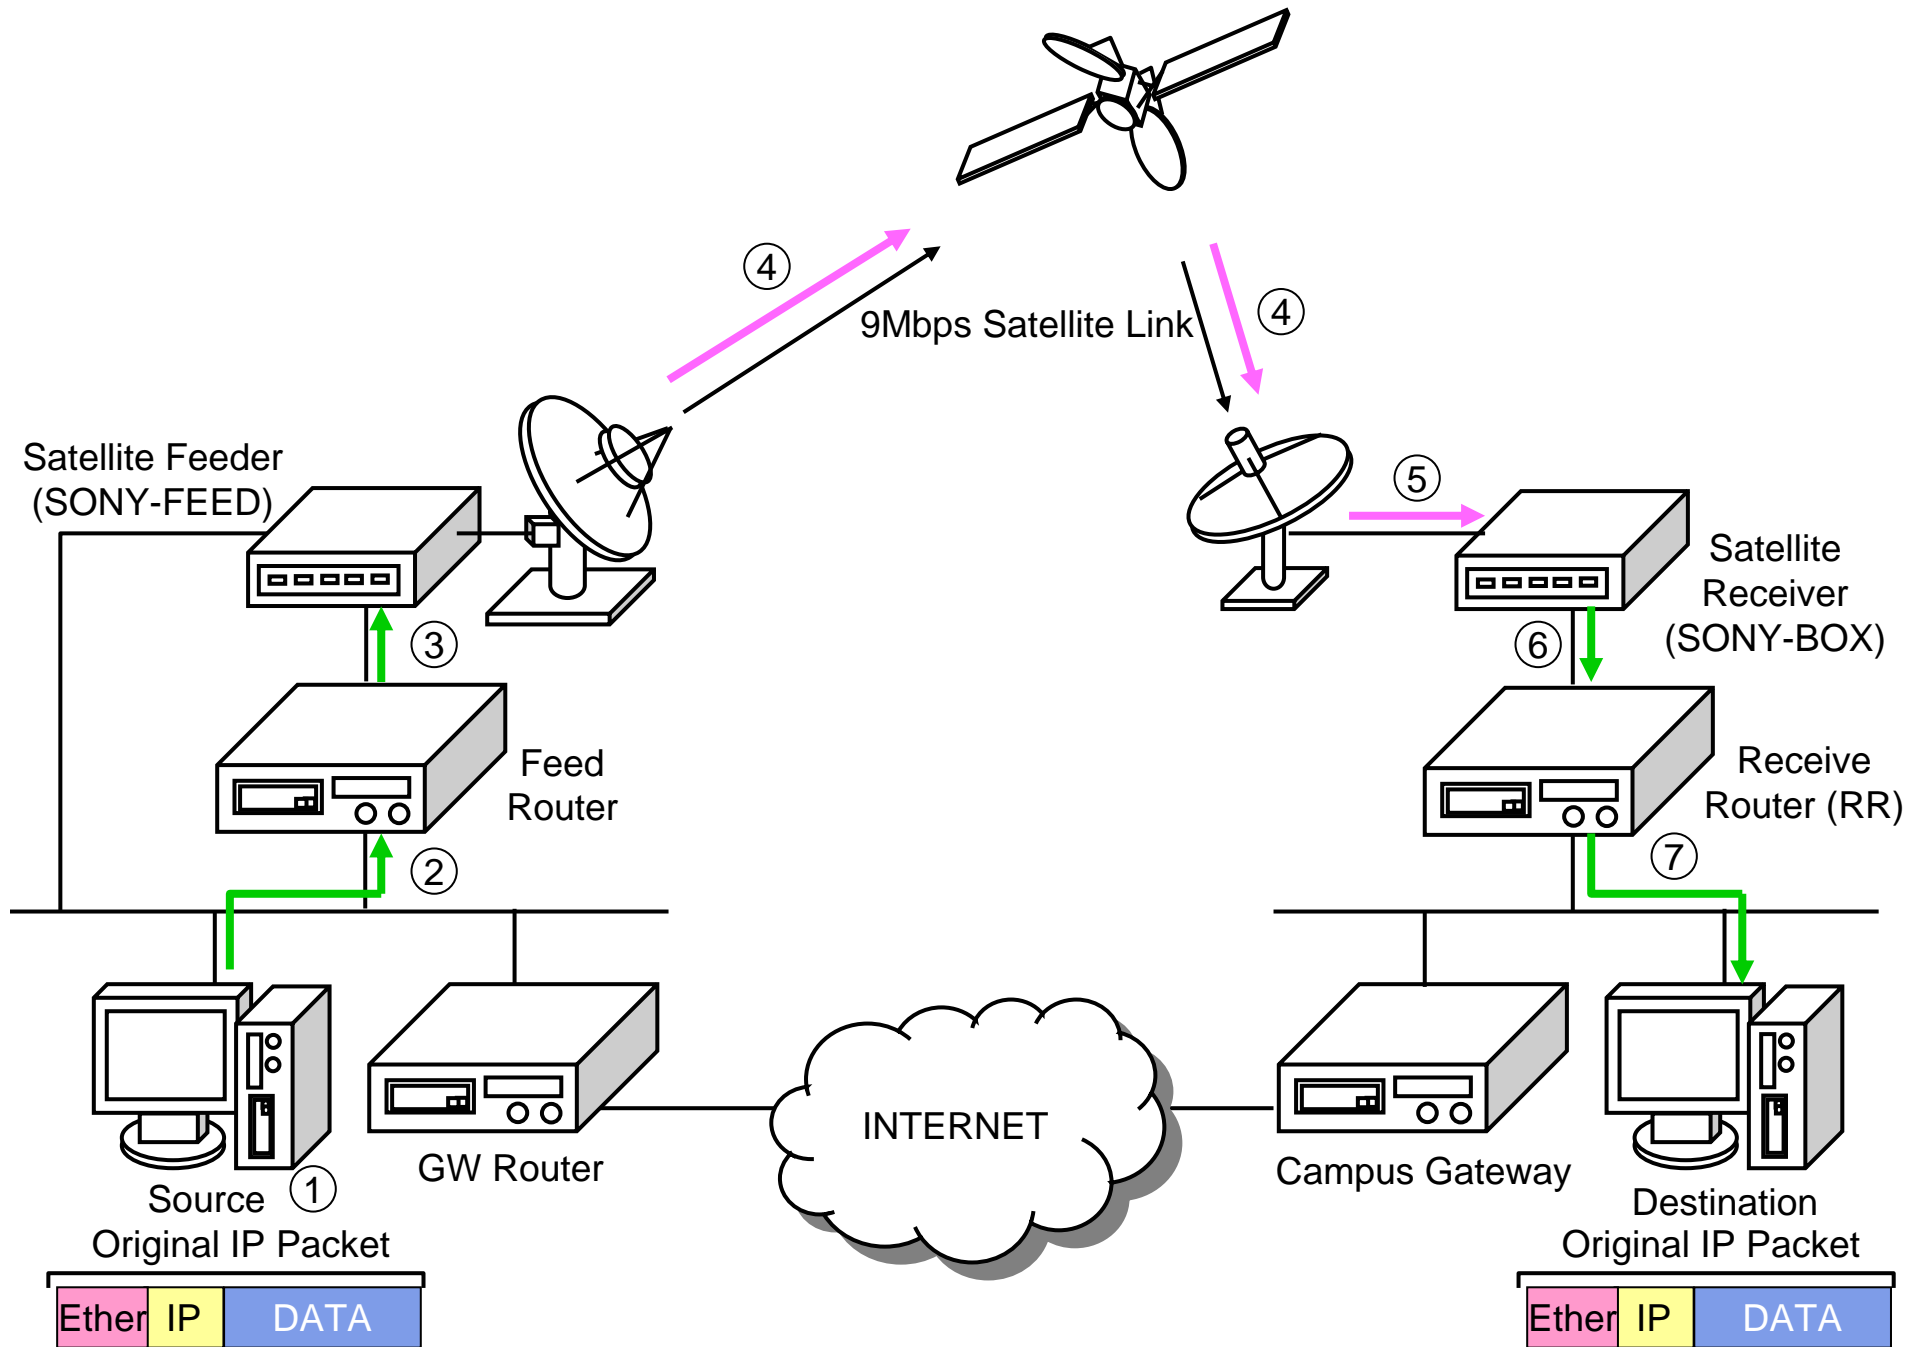 ④
④
9Mbps Satellite Link
Satellite Feeder
(SONY-FEED)
⑤
Satellite
Receiver
(SONY-BOX)
③
⑥
Feed
Router
Receive
Router (RR)
②
⑦
INTERNET
GW Router
Campus Gateway
Source ①
Original IP Packet
Ether IP DATA
Destination
Original IP Packet
Ether IP DATA